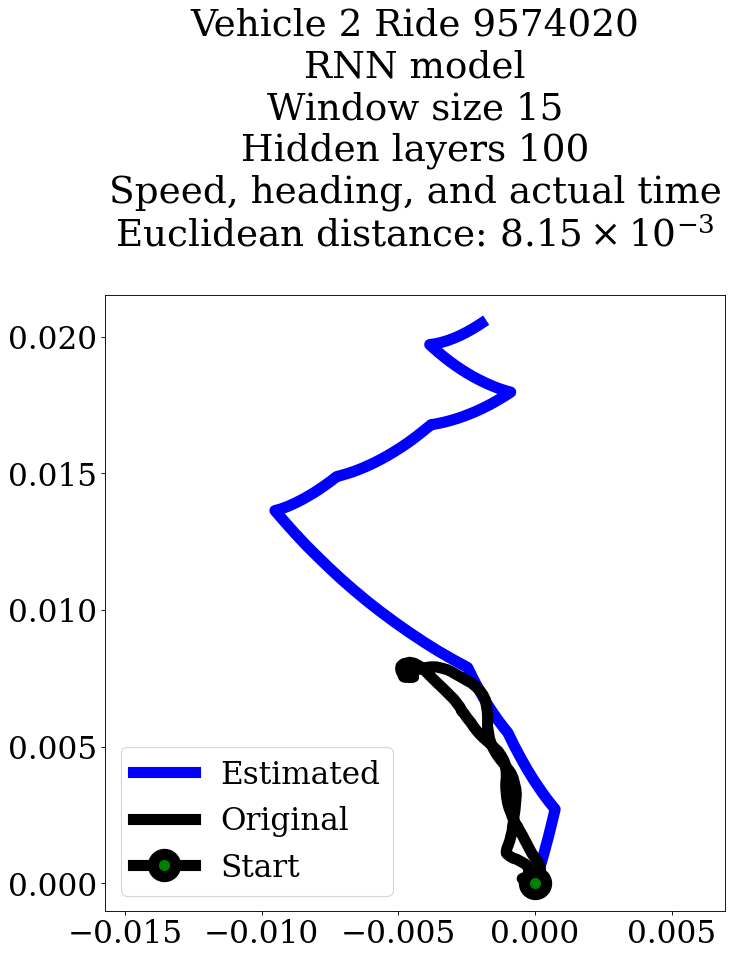 Vehicle 2 Ride 9574020
RNN model
Window size 15
Hidden layers 100
Speed, heading, and actual time
Euclidean distance: 8.15 × 10⁻³
0.020
0.015
0.010
0.005
0.000
Estimated
Original
Start
−0.015 −0.010 −0.005 0.000 0.005